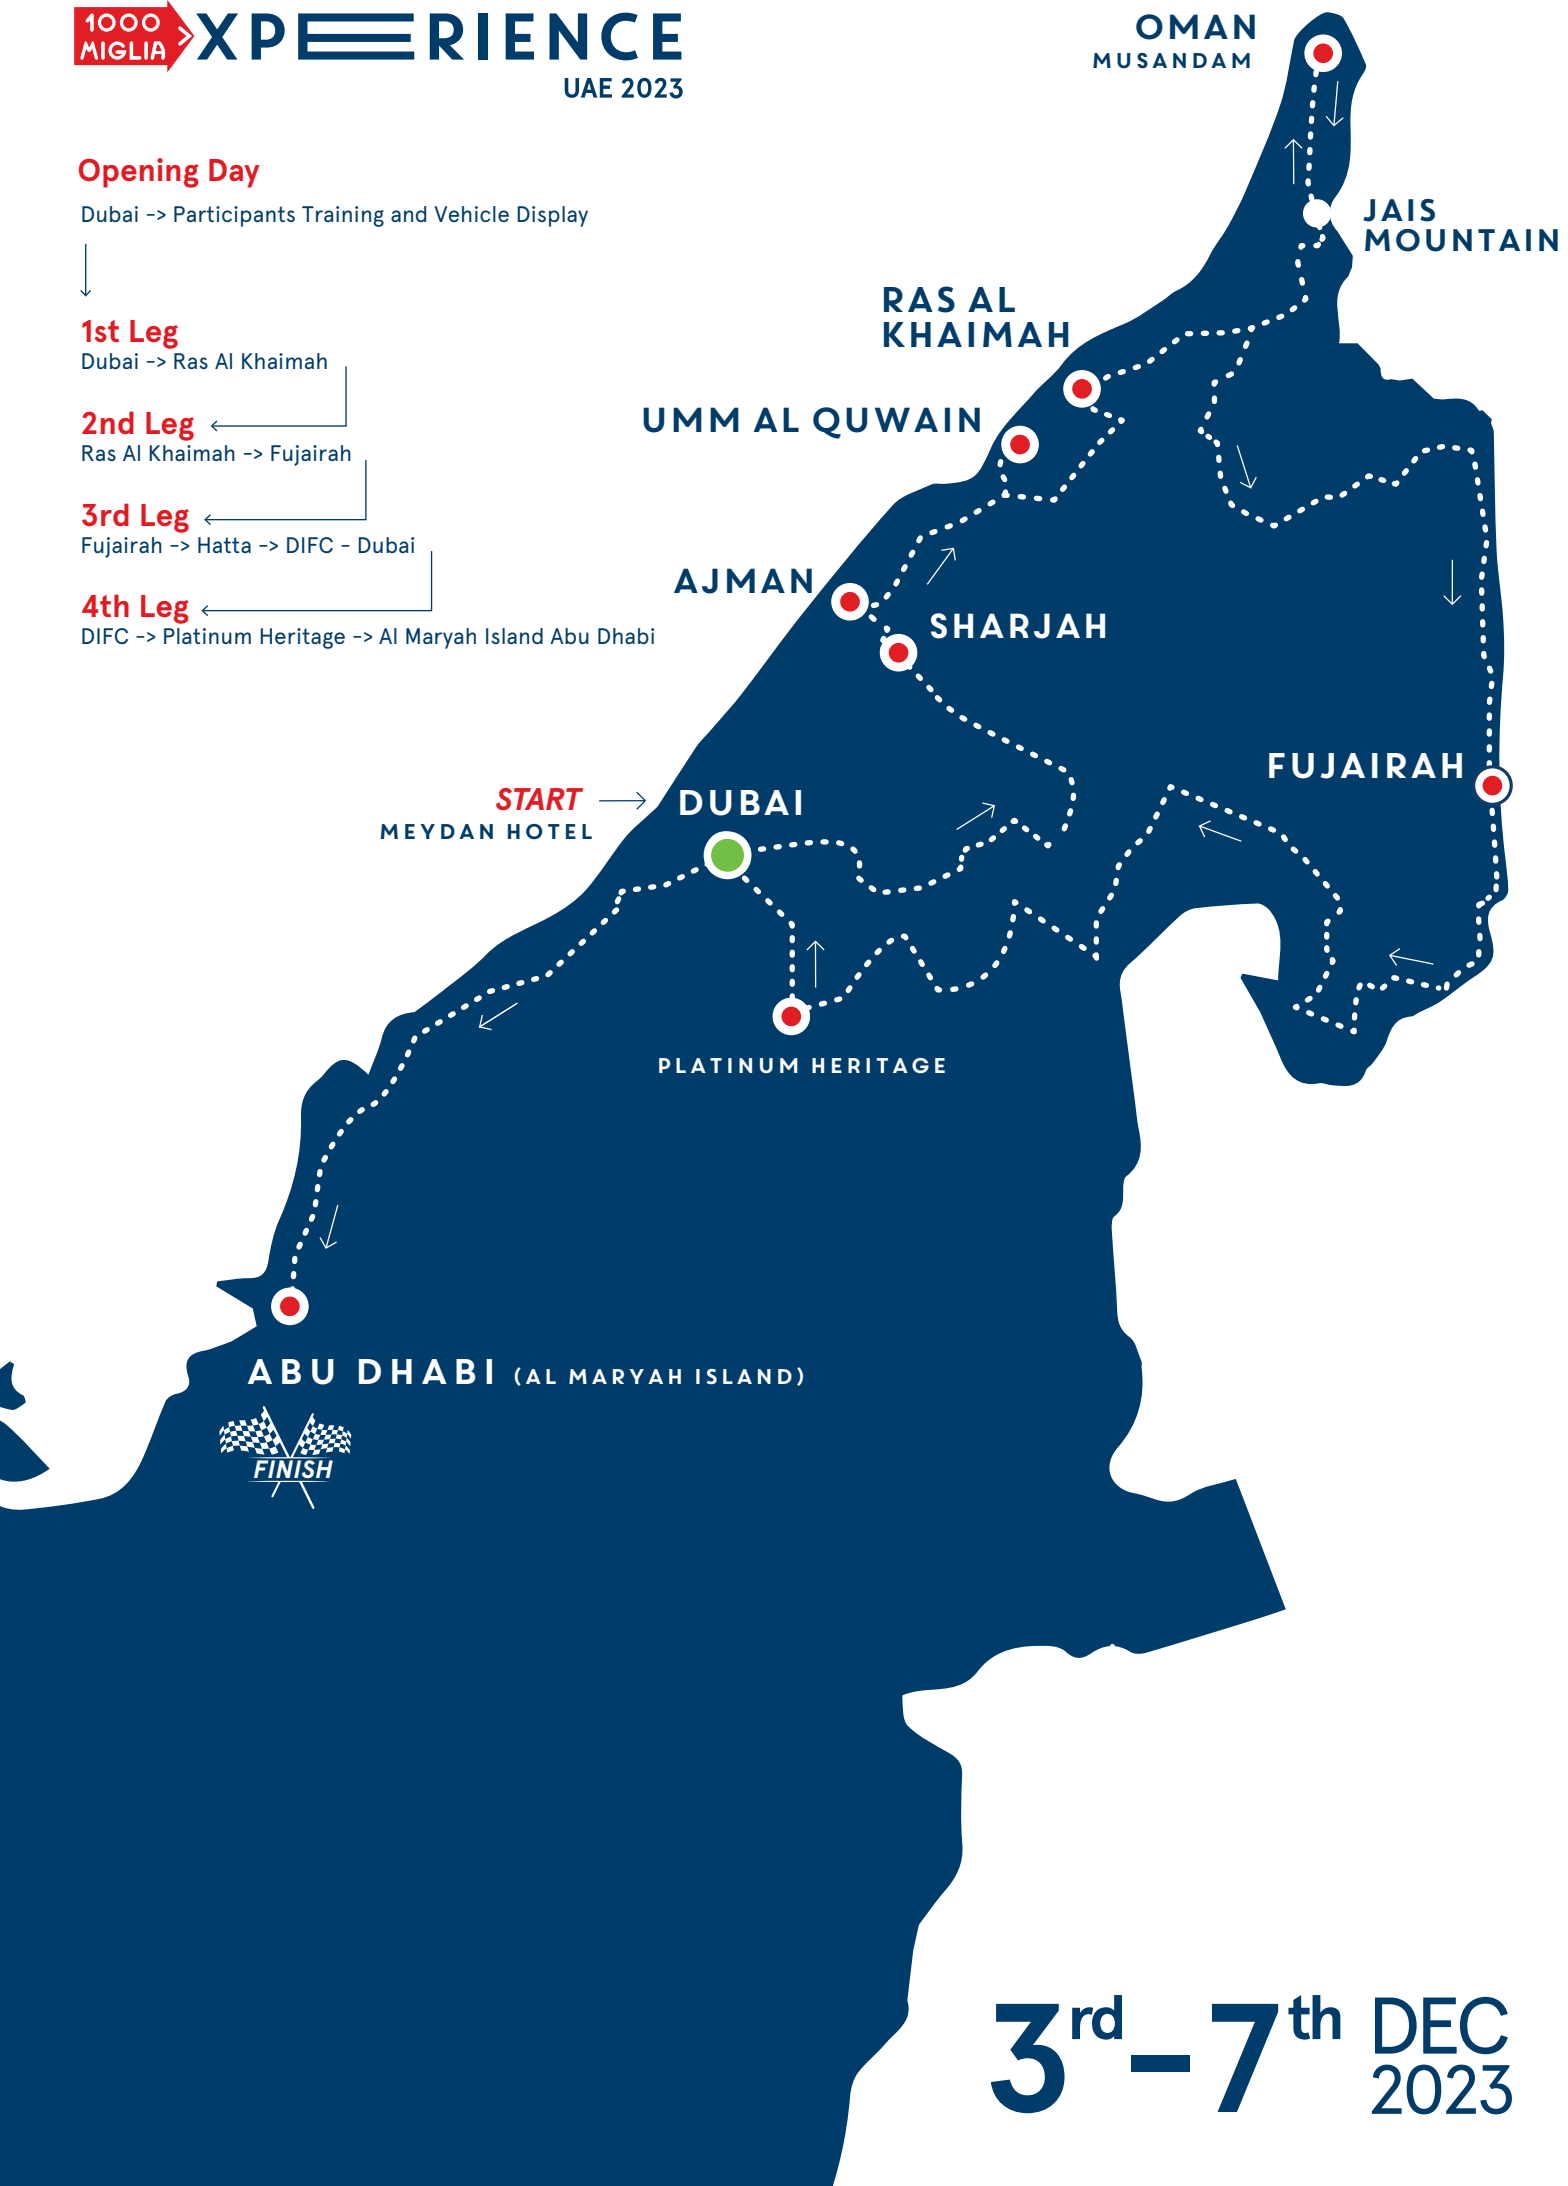 1000
MIGLIA
XPERIENCE
UAE 2023
Opening Day
Dubai -> Participants Training and Vehicle Display
1st Leg
Dubai -> Ras Al Khaimah
2nd Leg
Ras Al Khaimah -> Fujairah
3rd Leg
Fujairah -> Hatta -> DIFC - Dubai
4th Leg
DIFC -> Platinum Heritage -> Al Maryah Island Abu Dhabi
OMAN
MUSANDAM
JAIS
MOUNTAIN
RAS AL
KHAIMAH
UMM AL QUWAIN
AJMAN
SHARJAH
FUJAIRAH
START
MEYDAN HOTEL
DUBAI
PLATINUM HERITAGE
ABU DHABI (AL MARYAH ISLAND)
FINISH
3rd-7th DEC
2023